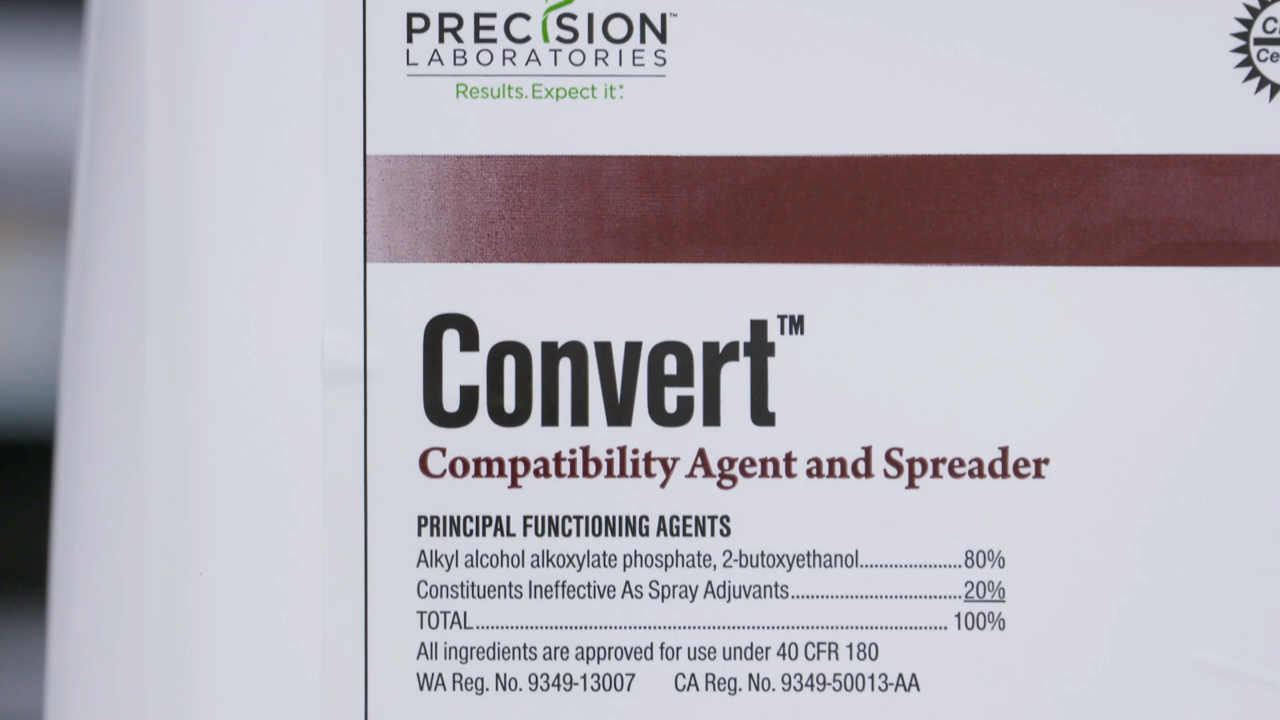 PRECISION™
LABORATORIES
Results. Expect it:
Convert™
Compatibility Agent and Spreader
PRINCIPAL FUNCTIONING AGENTS
Alkyl alcohol alkoxylate phosphate, 2-butoxyethanol....................80%
Constituents Ineffective As Spray Adjuvants.................................20%
TOTAL.......................................................................................... 100%
All ingredients are approved for use under 40 CFR 180
WA Reg. No. 9349-13007 CA Reg. No. 9349-50013-AA